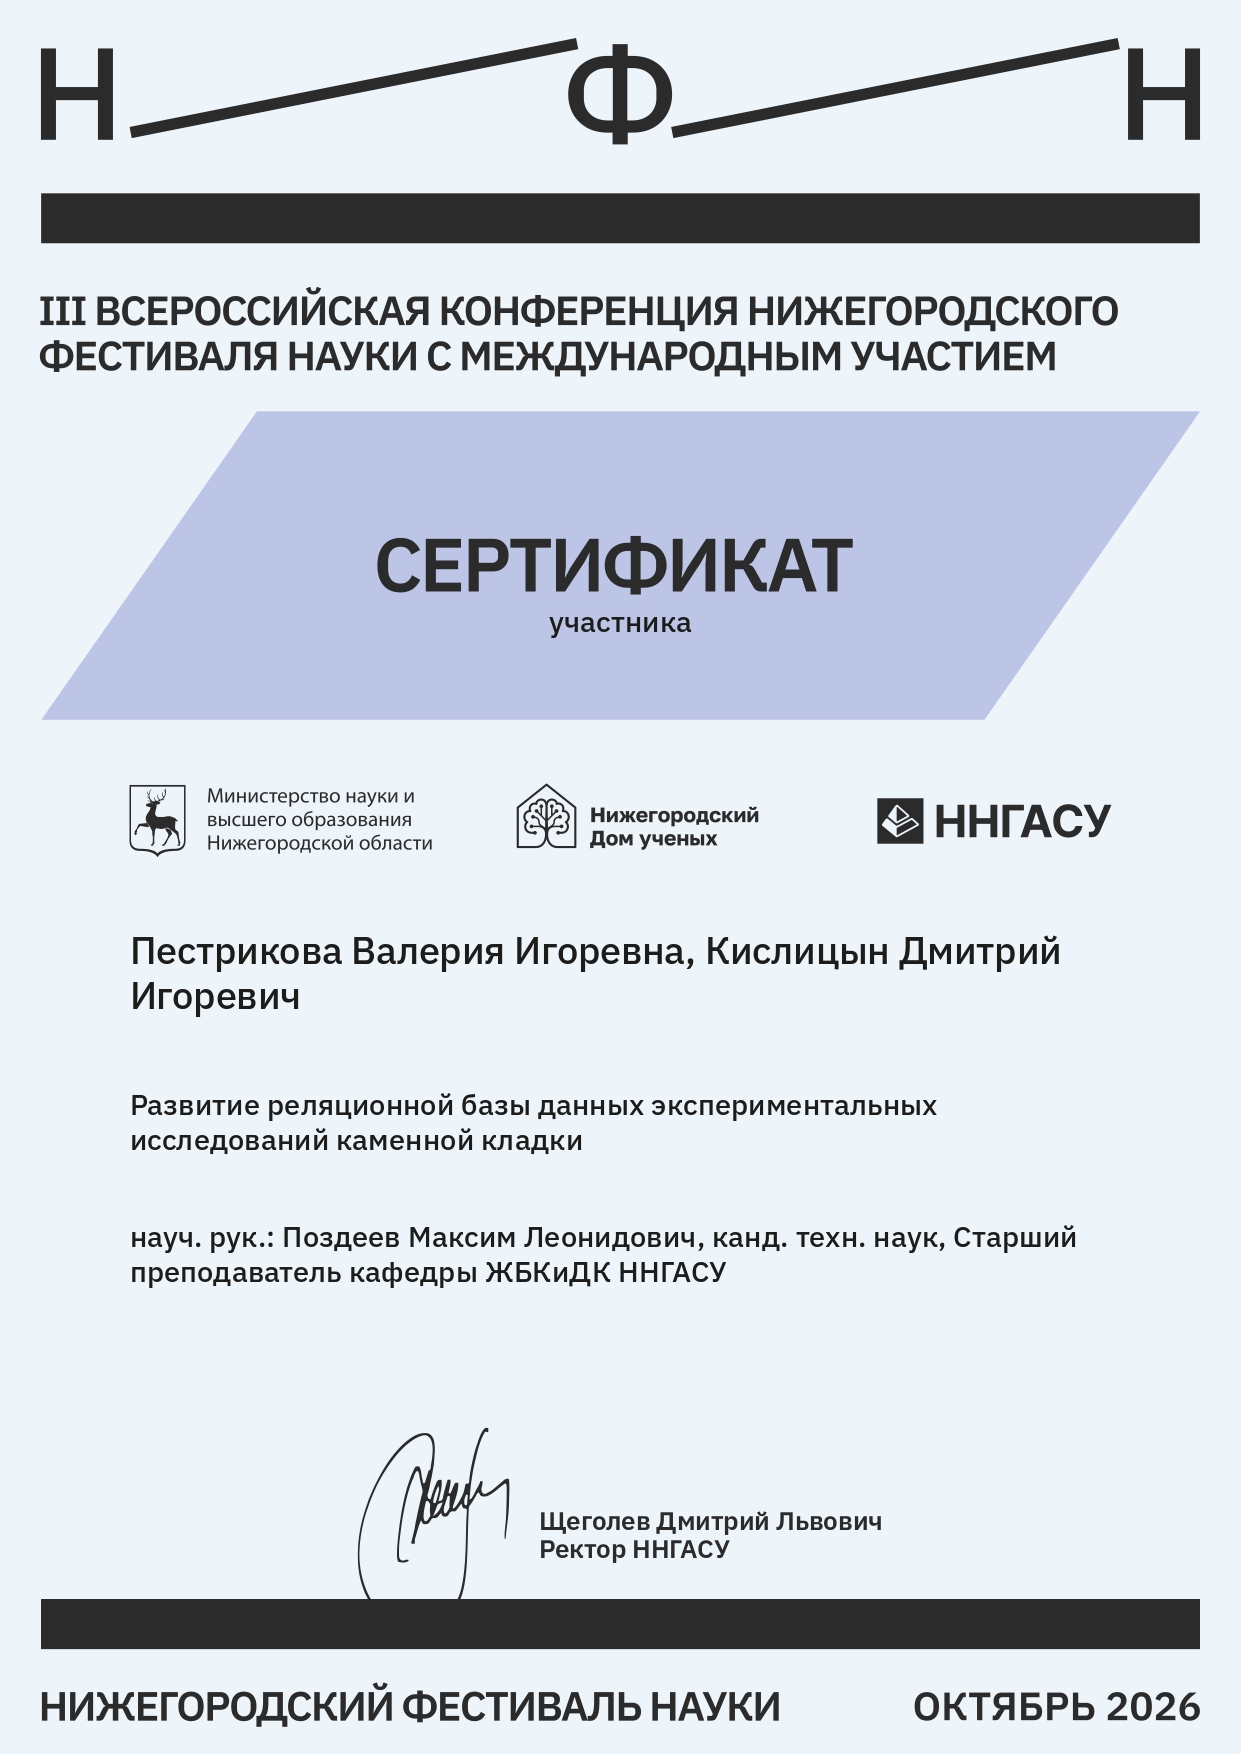 Н Ф Н
III ВСЕРОССИЙСКАЯ КОНФЕРЕНЦИЯ НИЖЕГОРОДСКОГО
ФЕСТИВАЛЯ НАУКИ С МЕЖДУНАРОДНЫМ УЧАСТИЕМ
СЕРТИФИКАТ
участника
Министерство науки и
высшего образования
Нижегородской области
Нижегородский
Дом ученых
ННГАСУ
Пестрикова Валерия Игоревна, Кислицын Дмитрий
Игоревич
Развитие реляционной базы данных экспериментальных
исследований каменной кладки
науч. рук.: Поздеев Максим Леонидович, канд. техн. наук, Старший
преподаватель кафедры ЖБКиДК ННГАСУ
Щеголев Дмитрий Львович
Ректор ННГАСУ
НИЖЕГОРОДСКИЙ ФЕСТИВАЛЬ НАУКИ
ОКТЯБРЬ 2026